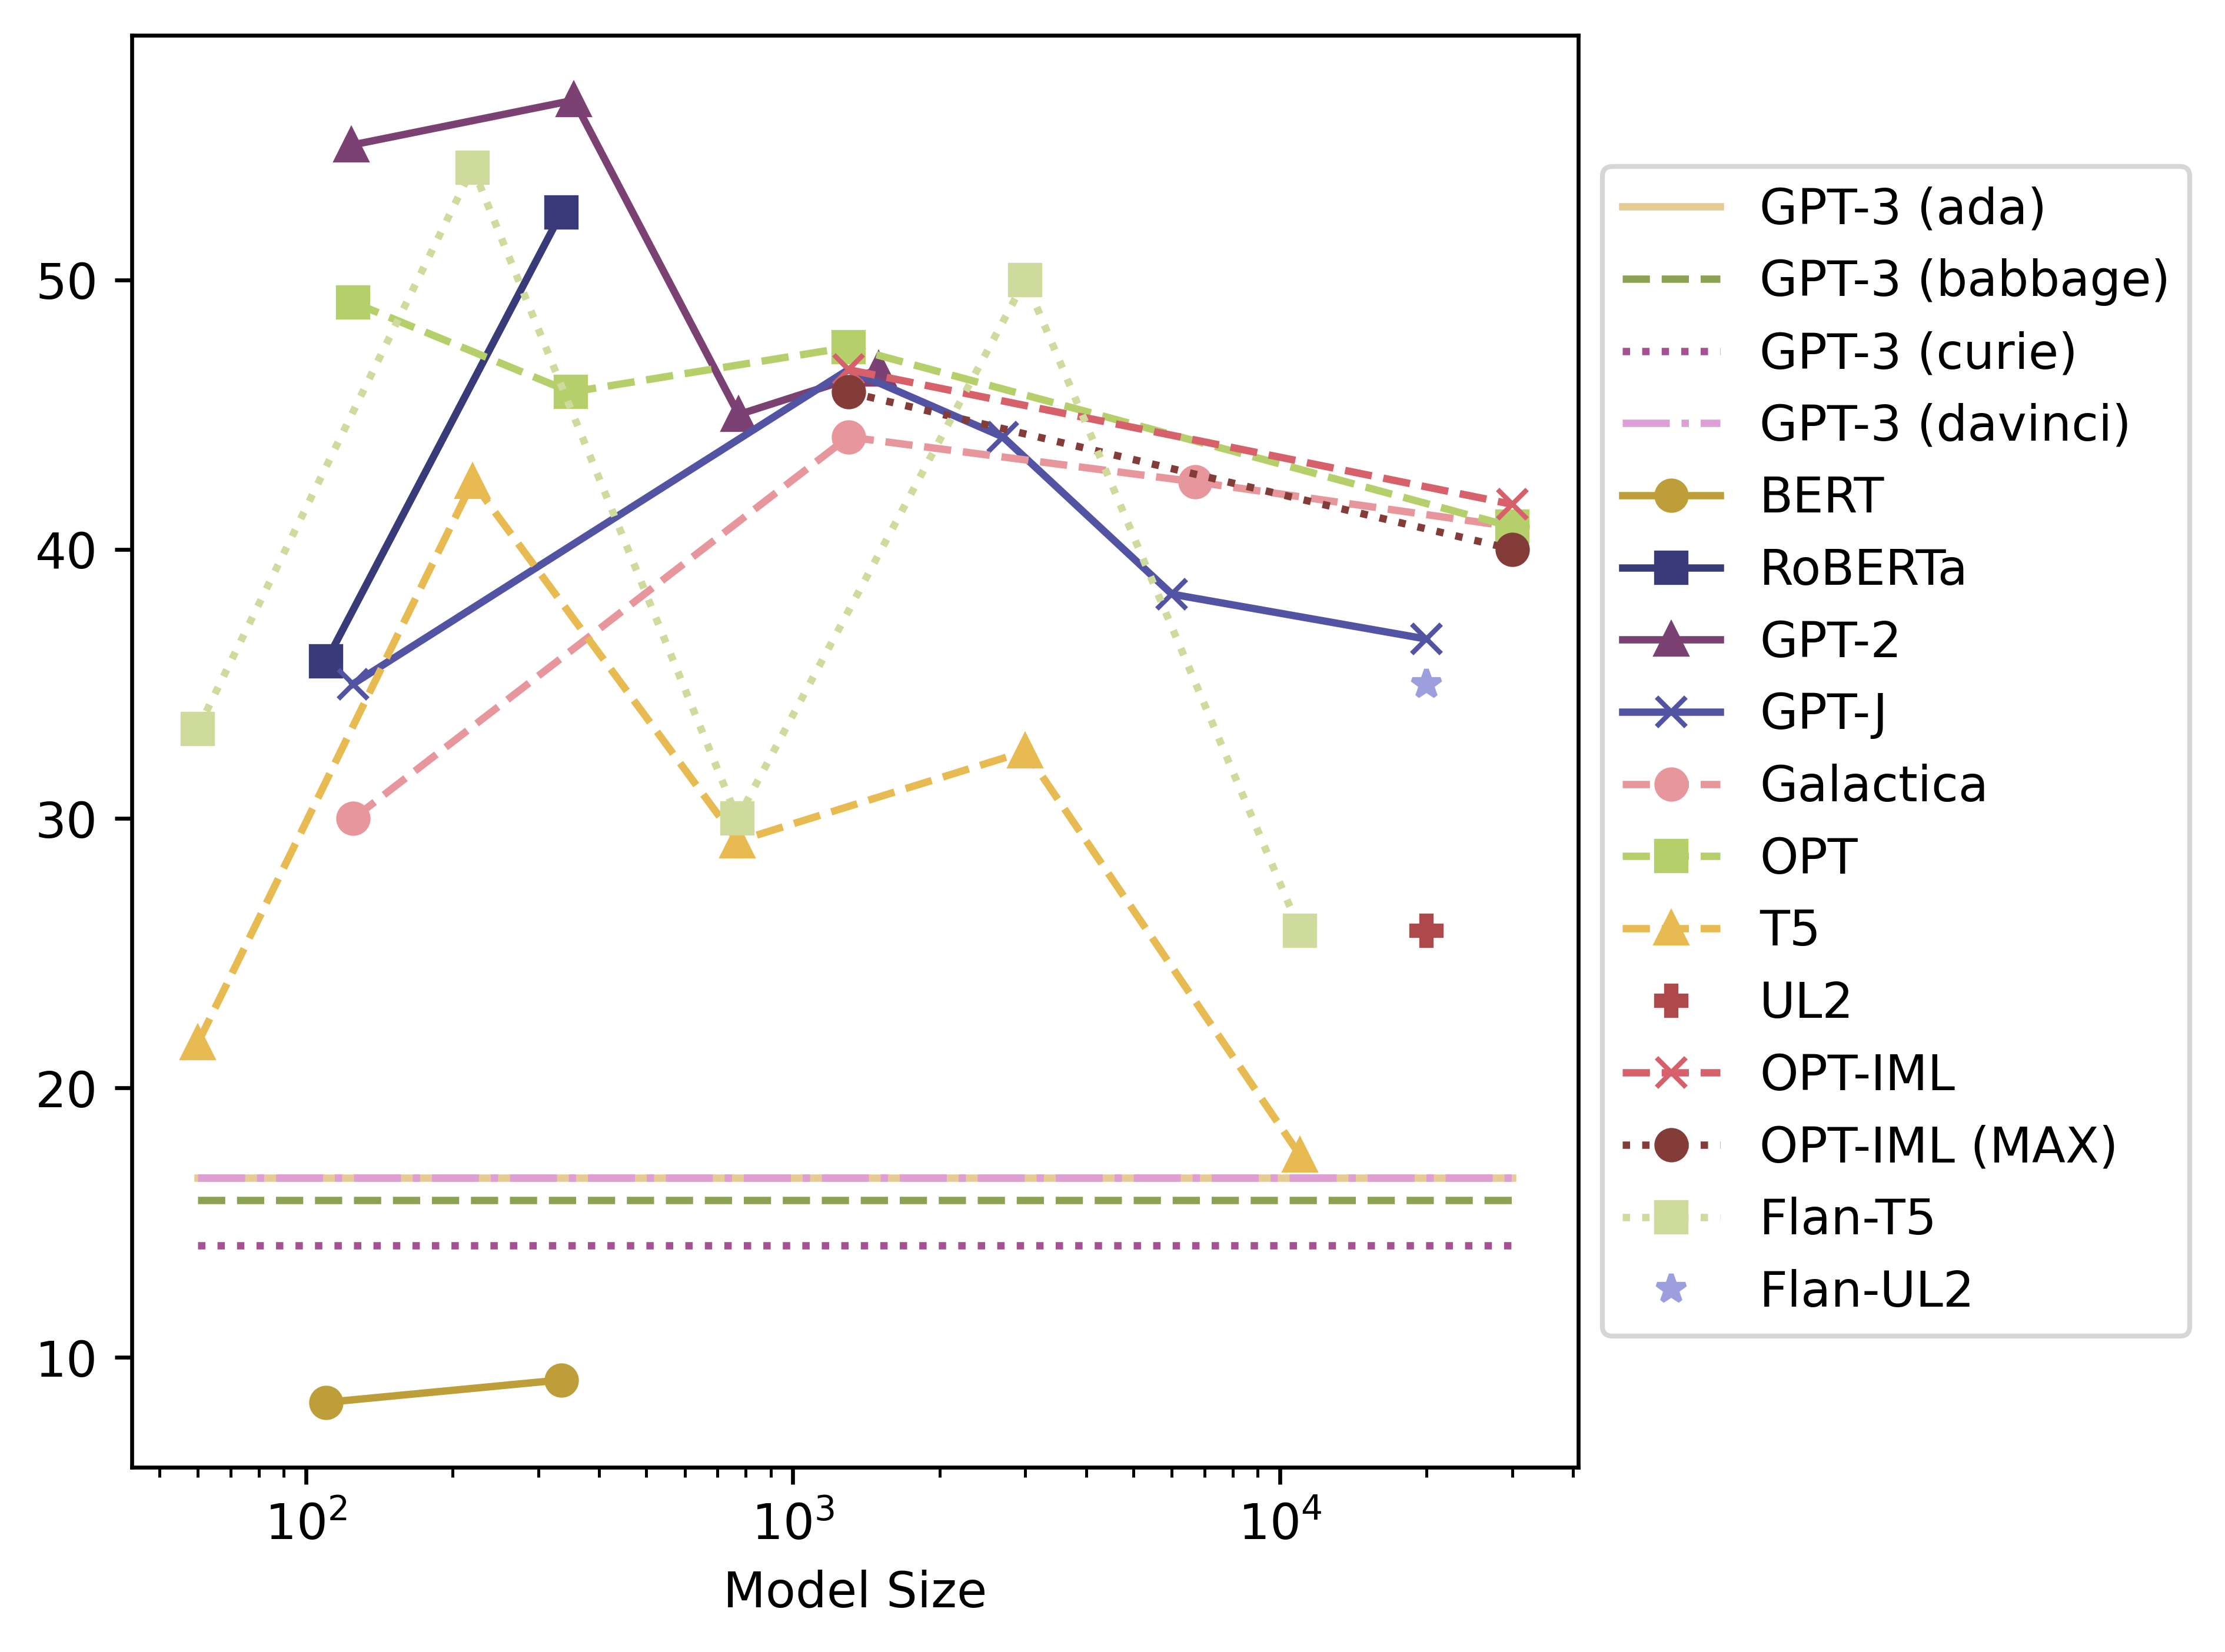 50
40
30
20
10
10²
10³
10⁴
Model Size
GPT-3 (ada)
GPT-3 (babbage)
GPT-3 (curie)
GPT-3 (davinci)
BERT
RoBERTa
GPT-2
GPT-J
Galactica
OPT
T5
UL2
OPT-IML
OPT-IML (MAX)
Flan-T5
Flan-UL2